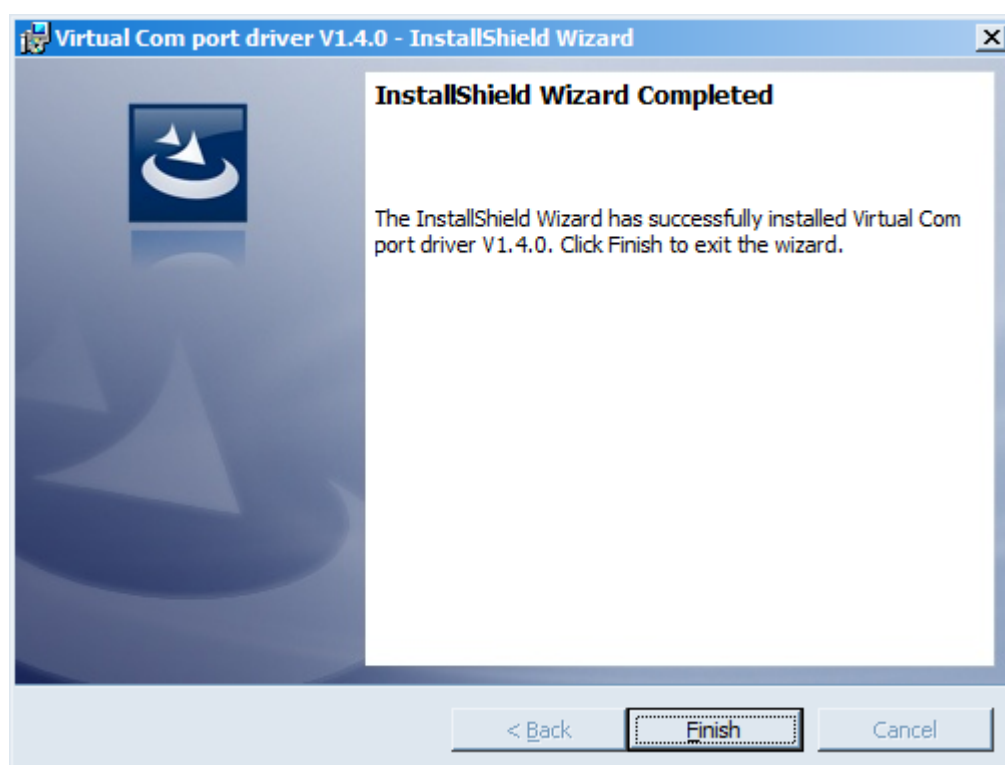 Virtual Com port driver V1.4.0 - InstallShield Wizard
InstallShield Wizard Completed
The InstallShield Wizard has successfully installed Virtual Com
port driver V1.4.0. Click Finish to exit the wizard.
< Back
Finish
Cancel